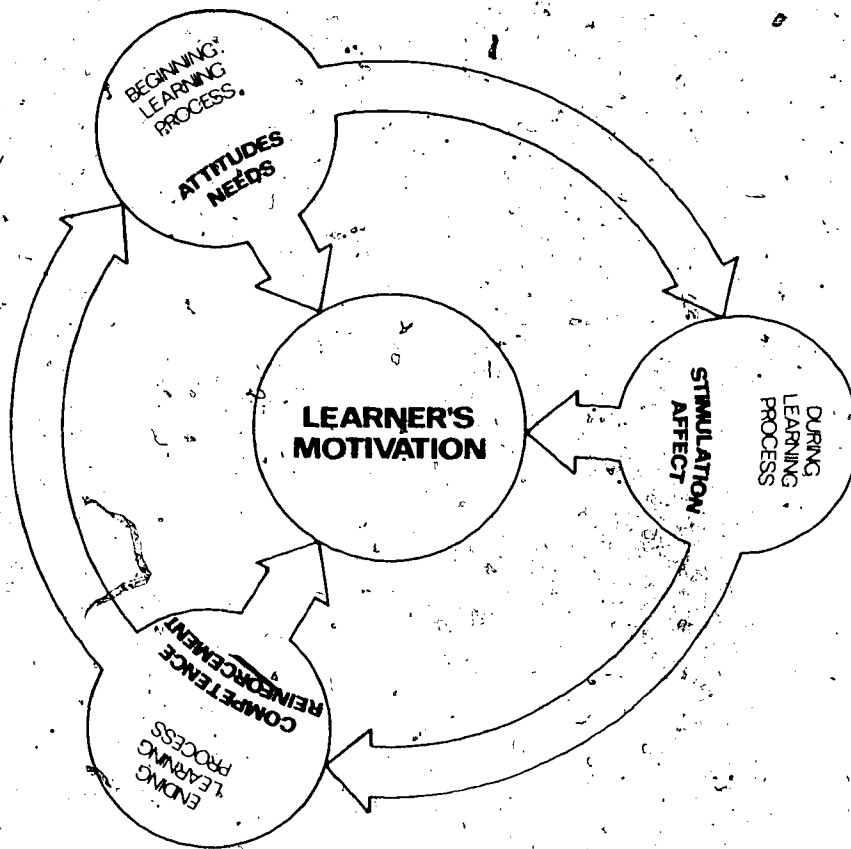 BEGINNING
LEARNING
PROCESS
ATTITUDES
NEEDS
DURING
LEARNING
PROCESS
STIMULATION
AFFECT
LEARNER'S
MOTIVATION
ENDING
LEARNING
PROCESS
COMPETENCE
REINFORCEMENT